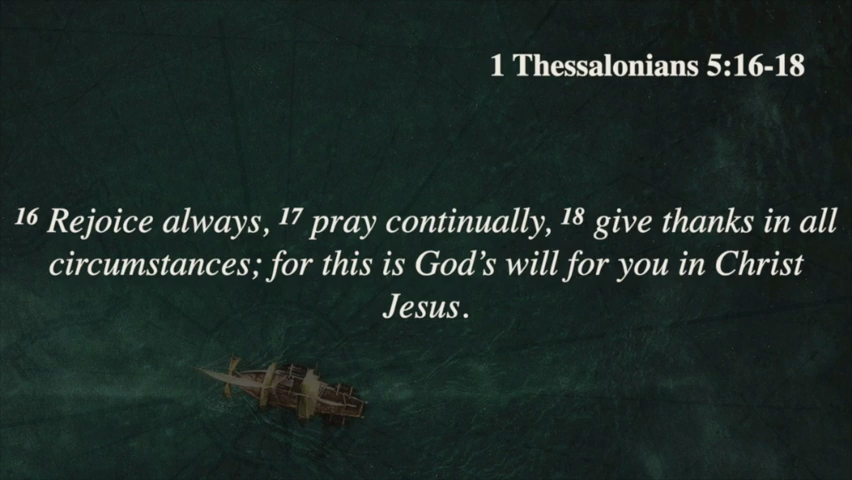 1 Thessalonians 5:16-18
16 Rejoice always, 17 pray continually, 18 give thanks in all
circumstances; for this is God’s will for you in Christ
Jesus.